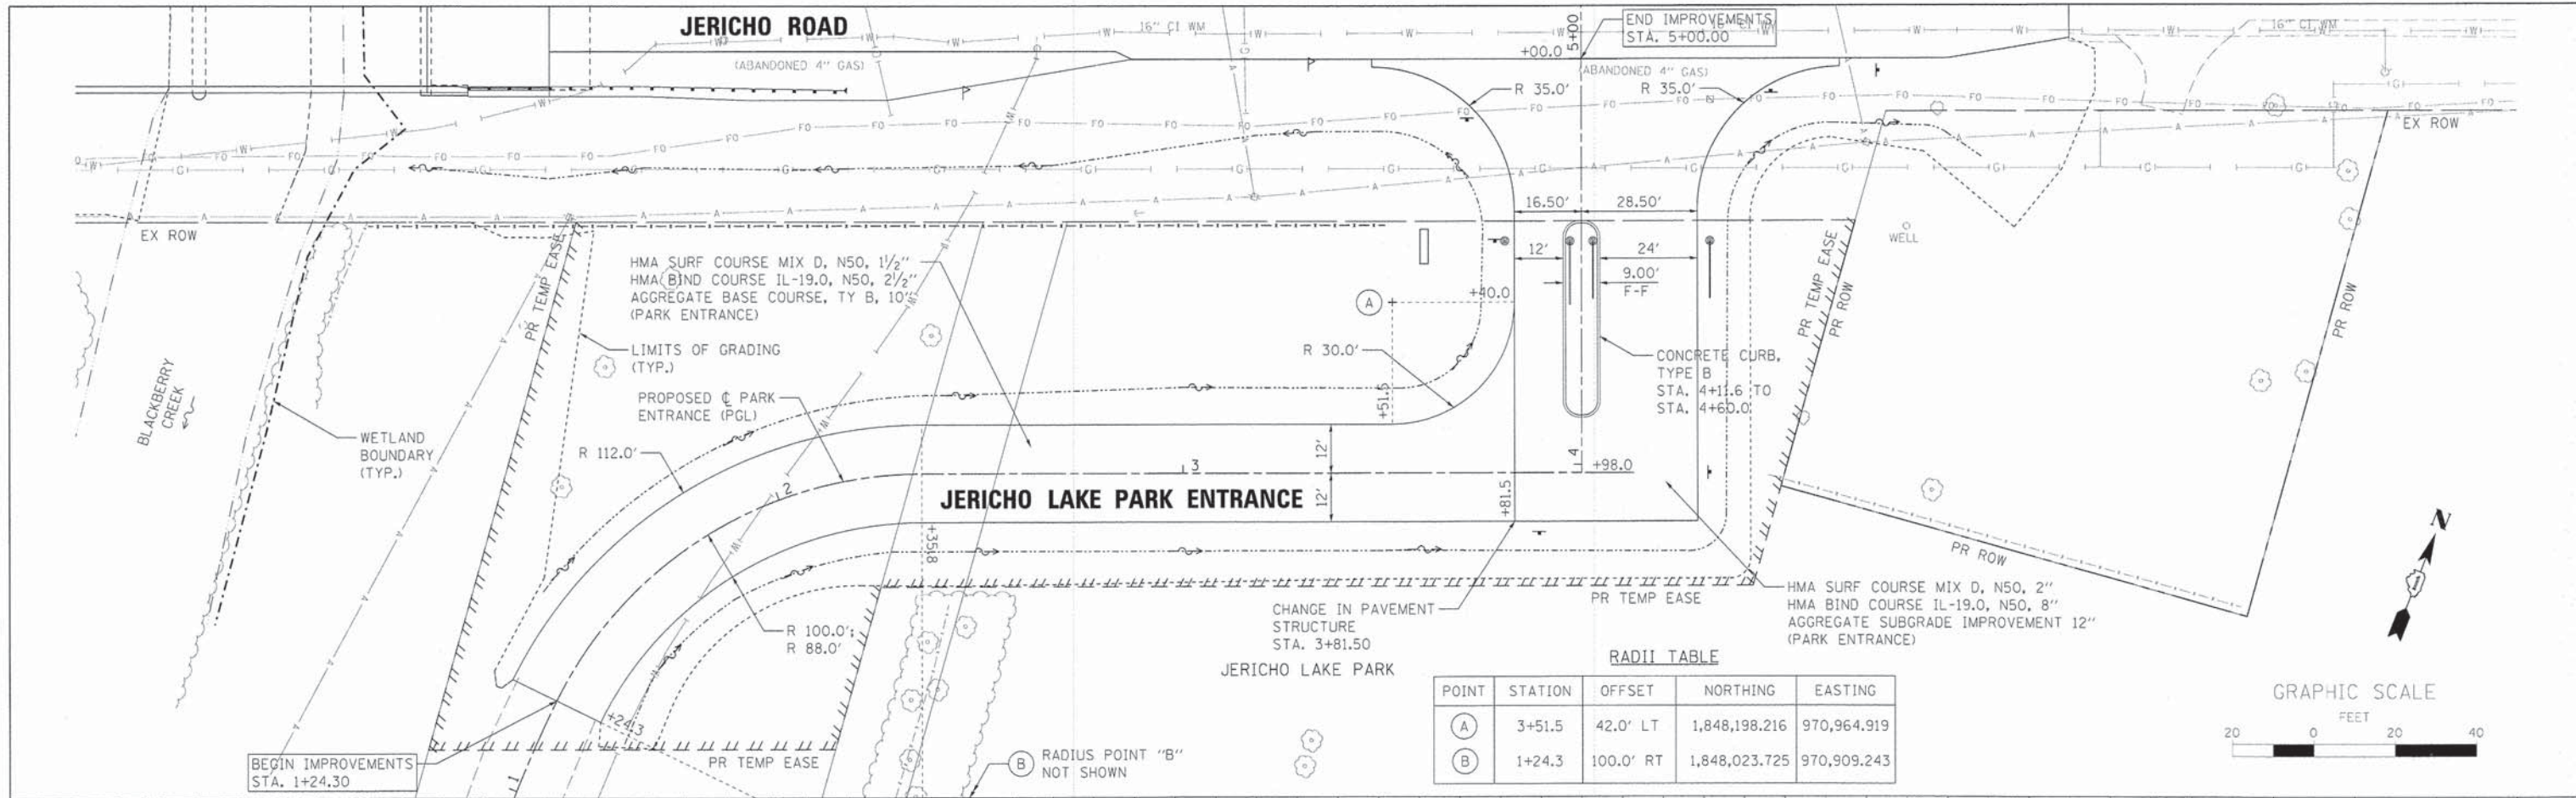 JERICHO ROAD
16" CI WM
(ABANDONED 4" GAS)
END IMPROVEMENTS
STA. 5+00.00
16" CI WM
5+00
+00.0
(ABANDONED 4" GAS)
R 35.0'
R 35.0'
16" CI WM
EX ROW
EX ROW
16.50'
28.50'
12'
24'
9.00'
F-F
WELL
PR TEMP EASE
HMA SURF COURSE MIX D, N50, 1½"
HMA BIND COURSE IL-19.0, N50, 2½"
AGGREGATE BASE COURSE, TY B, 10"
(PARK ENTRANCE)
A
+40.0
PR TEMP EASE
PR ROW
PR ROW
LIMITS OF GRADING
(TYP.)
R 30.0'
CONCRETE CURB,
TYPE B
STA. 4+11.6 TO
STA. 4+60.0
PROPOSED ℄ PARK
ENTRANCE (PGL)
+51.5
BLACKBERRY
CREEK
WETLAND
BOUNDARY
(TYP.)
R 112.0'
12'
12'
2
3
4
+98.0
JERICHO LAKE PARK ENTRANCE
+81.5
+35.8
PR ROW
N
PR TEMP EASE
CHANGE IN PAVEMENT
STRUCTURE
STA. 3+81.50
HMA SURF COURSE MIX D, N50, 2"
HMA BIND COURSE IL-19.0, N50, 8"
AGGREGATE SUBGRADE IMPROVEMENT 12"
(PARK ENTRANCE)
R 100.0'
R 88.0'
JERICHO LAKE PARK
+24.3
BEGIN IMPROVEMENTS
STA. 1+24.30
1
PR TEMP EASE
B
RADIUS POINT "B"
NOT SHOWN
RADII TABLE
POINT STATION OFFSET NORTHING EASTING
A 3+51.5 42.0' LT 1,848,198.216 970,964.919
B 1+24.3 100.0' RT 1,848,023.725 970,909.243
GRAPHIC SCALE
FEET
20 0 20 40